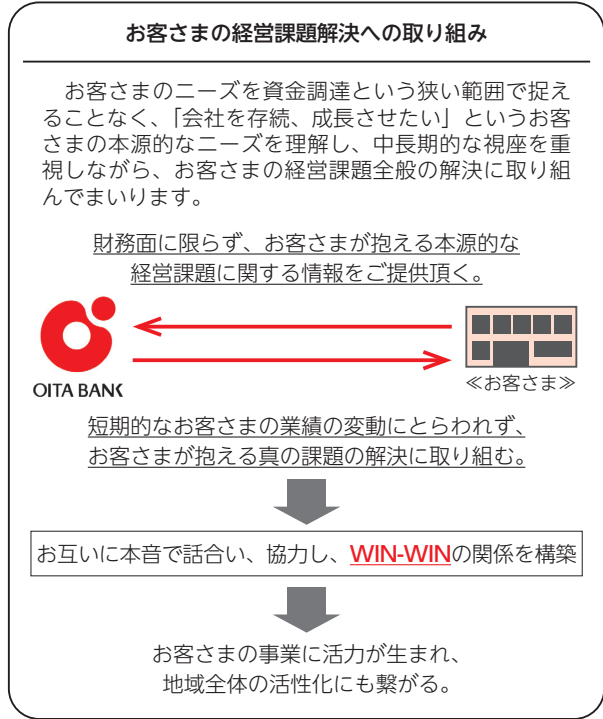 お客さまの経営課題解決への取り組み
お客さまのニーズを資金調達という狭い範囲で捉え
ることなく、「会社を存続、成長させたい」というお客
さまの本源的なニーズを理解し、中長期的な視座を重
視しながら、お客さまの経営課題全般の解決に取り組
んでまいります。
財務面に限らず、お客さまが抱える本源的な
経営課題に関する情報をご提供頂く。
OITA BANK
≪お客さま≫
短期的なお客さまの業績の変動にとらわれず、
お客さまが抱える真の課題の解決に取り組む。
お互いに本音で話合い、協力し、WIN-WINの関係を構築
お客さまの事業に活力が生まれ、
地域全体の活性化にも繋がる。